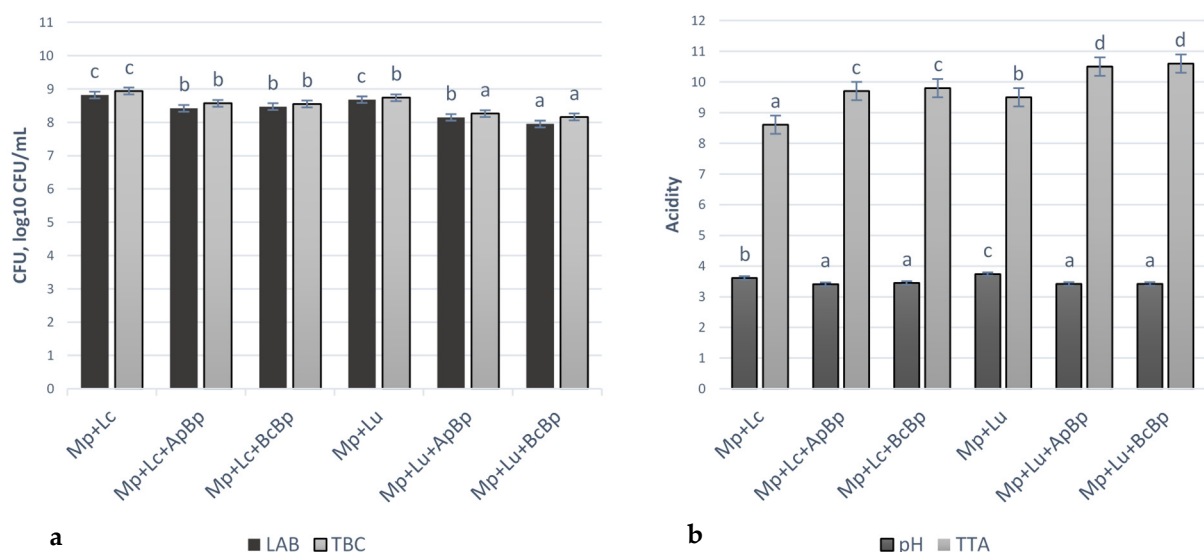 CFU, log10 CFU/mL
11
10
9
8
7
6
5
4
3
2
1
0
c c b b b b c b b a a a
Mp+Lc
Mp+Lc+ApBp
Mp+Lc+BcBp
Mp+Lu
Mp+Lu+ApBp
Mp+Lu+BcBp
a
LAB TBC
Acidity
12
11
10
9
8
7
6
5
4
3
2
1
0
b a a c a c c b a d a d
Mp+Lc
Mp+Lc+ApBp
Mp+Lc+BcBp
Mp+Lu
Mp+Lu+ApBp
Mp+Lu+BcBp
b
pH TTA